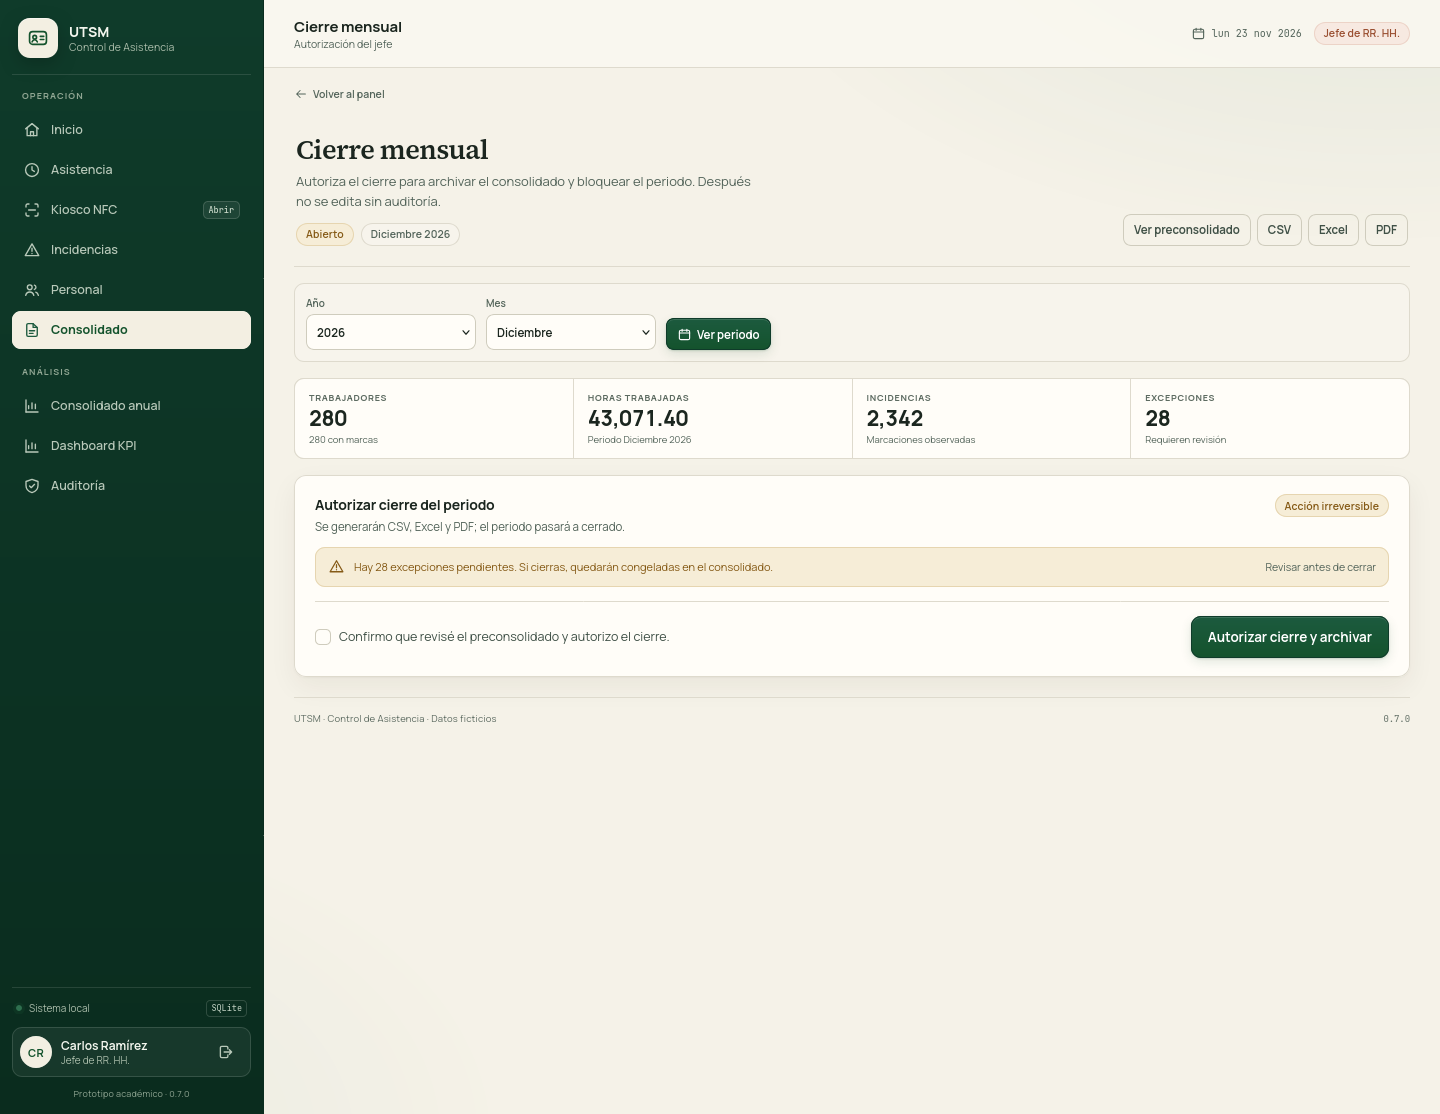 UTSM
Control de Asistencia
OPERACIÓN
Inicio
Asistencia
Kiosco NFC
Abrir
Incidencias
Personal
Consolidado
ANÁLISIS
Consolidado anual
Dashboard KPI
Auditoría
Sistema local
SQLite
CR
Carlos Ramírez
Jefe de RR. HH.
Prototipo académico · 0.7.0
Cierre mensual
Autorización del jefe
lun 23 nov 2026
Jefe de RR. HH.
Volver al panel
Cierre mensual
Autoriza el cierre para archivar el consolidado y bloquear el periodo. Después
no se edita sin auditoría.
Abierto
Diciembre 2026
Ver preconsolidado
CSV
Excel
PDF
Año
Mes
2026
Diciembre
Ver periodo
TRABAJADORES
280
280 con marcas
HORAS TRABAJADAS
43,071.40
Periodo Diciembre 2026
INCIDENCIAS
2,342
Marcaciones observadas
EXCEPCIONES
28
Requieren revisión
Autorizar cierre del periodo
Acción irreversible
Se generarán CSV, Excel y PDF; el periodo pasará a cerrado.
Hay 28 excepciones pendientes. Si cierras, quedarán congeladas en el consolidado.
Revisar antes de cerrar
Confirmo que revisé el preconsolidado y autorizo el cierre.
Autorizar cierre y archivar
UTSM · Control de Asistencia · Datos ficticios
0.7.0